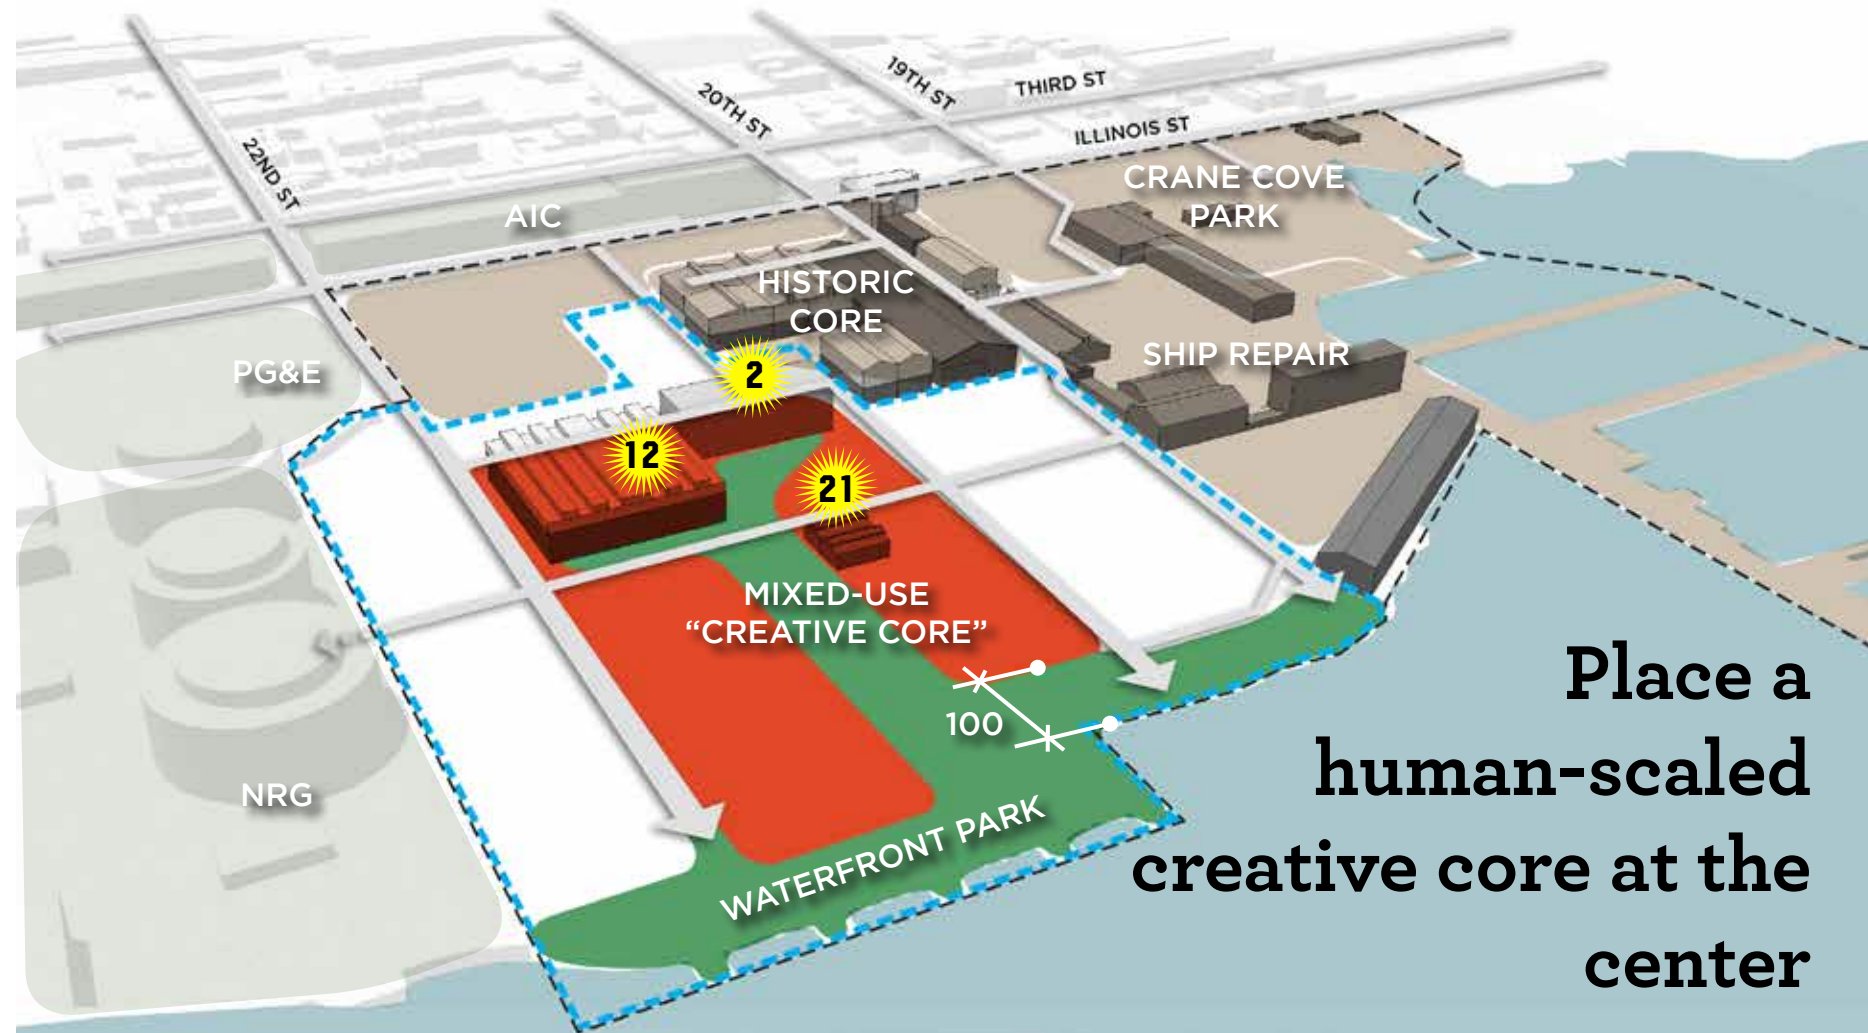 19TH ST
THIRD ST
20TH ST
ILLINOIS ST
22ND ST
CRANE COVE
PARK
AIC
HISTORIC
CORE
SHIP REPAIR
PG&E
2
12
21
MIXED-USE
“CREATIVE CORE”
100
NRG
WATERFRONT PARK
Place a
human-scaled
creative core at the
center